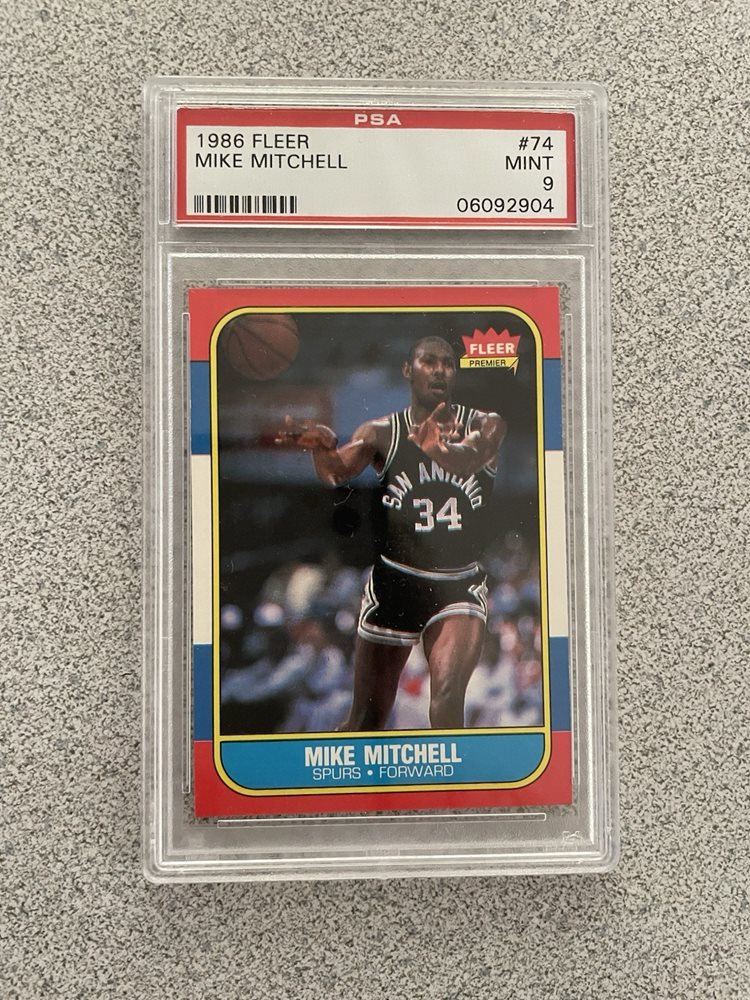 PSA
1986 FLEER #74
MIKE MITCHELL MINT
9
06092904
FLEER
PREMIER
SAN ANTONIO
34
MIKE MITCHELL
SPURS • FORWARD